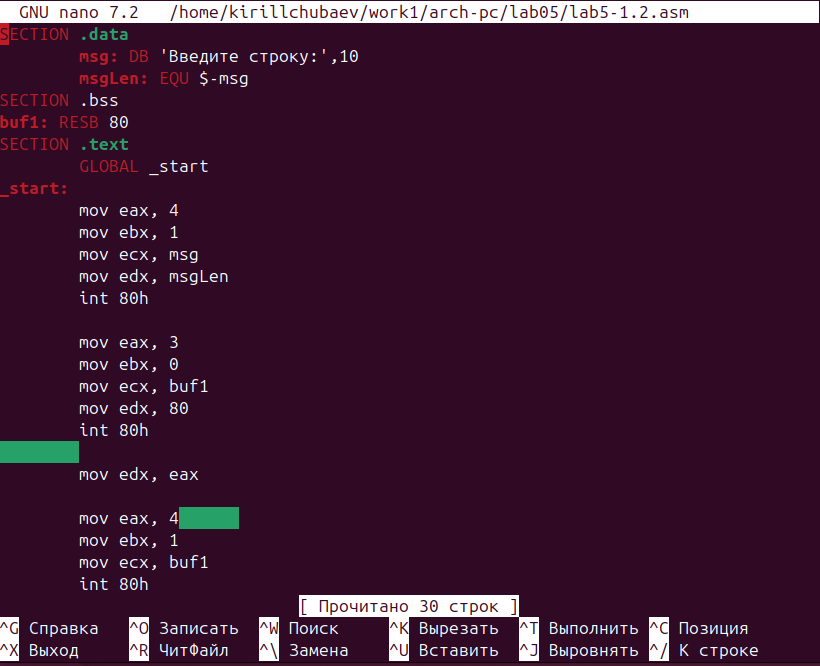 GNU nano 7.2 /home/kirillchubaev/work1/arch-pc/lab05/lab5-1.2.asm
SECTION .data
msg: DB 'Введите строку:',10
msgLen: EQU $-msg
SECTION .bss
buf1: RESB 80
SECTION .text
GLOBAL _start
_start:
mov eax, 4
mov ebx, 1
mov ecx, msg
mov edx, msgLen
int 80h
mov eax, 3
mov ebx, 0
mov ecx, buf1
mov edx, 80
int 80h
mov edx, eax
mov eax, 4
mov ebx, 1
mov ecx, buf1
int 80h
[ Прочитано 30 строк ]
^G Справка ^O Записать ^W Поиск ^K Вырезать ^T Выполнить ^C Позиция
^X Выход ^R ЧитФайл ^\ Замена ^U Вставить ^J Выровнять ^/ К строке